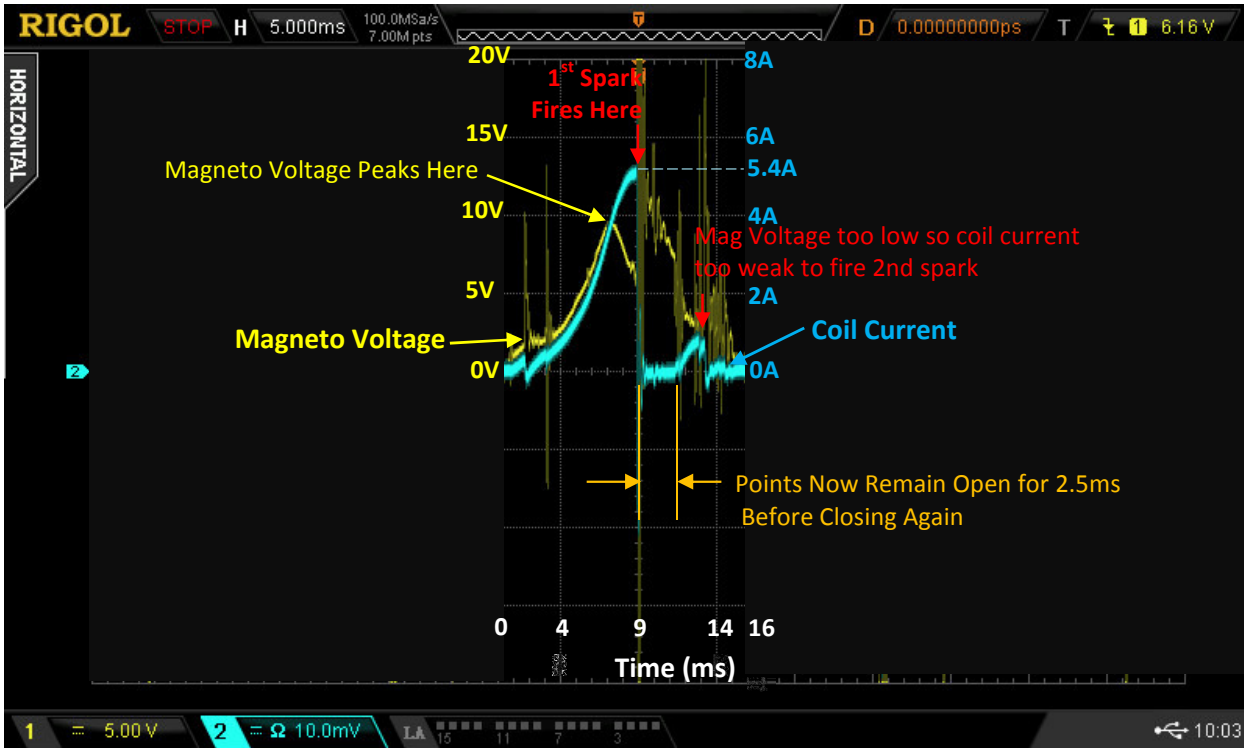 RIGOL STOP H 5.000ms 100.0MSa/s 7.00M pts T D 0.00000000ps T 1 6.16 V
HORIZONTAL
20V
15V
10V
5V
0V
8A
6A
5.4A
4A
2A
0A
1st Spark
Fires Here
Magneto Voltage Peaks Here
Mag Voltage too low so coil current
too weak to fire 2nd spark
Magneto Voltage
Coil Current
2
Points Now Remain Open for 2.5ms
Before Closing Again
0 4 9 14 16
Time (ms)
1 = 5.00 V 2 = Ω 10.0mV LA 15 11 7 3 10:03